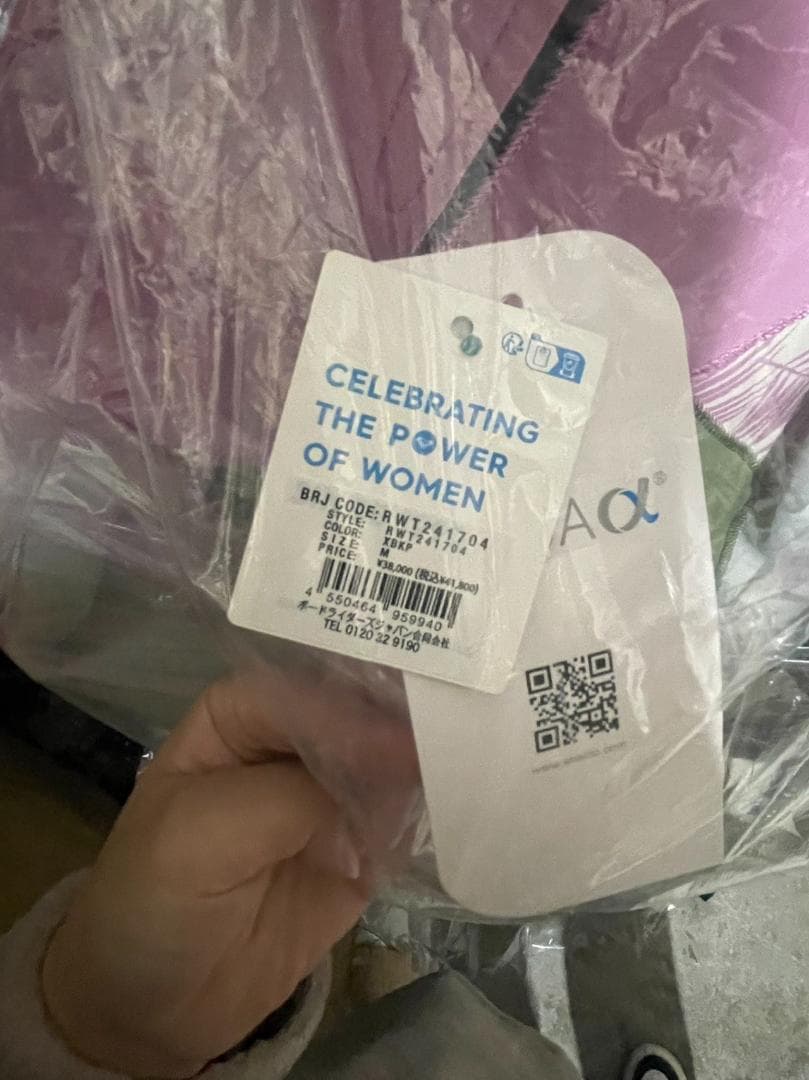 CELEBRATING
THE POWER
OF WOMEN
BRJ CODE: RWT241704
STYLE: RWT241704
COLOR: XBKP
SIZE: M
PRICE: ¥38,000 (税込¥41,800)
4 550464 959940
ボードライダーズジャパン合同会社
TEL 0120 32 9190
Aα®